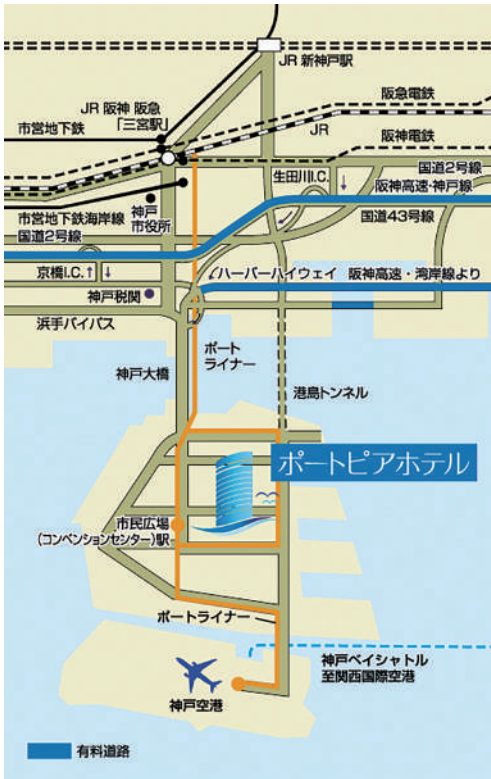 JR 新神戸駅
JR 阪神 阪急
「三宮駅」
市営地下鉄
阪急電鉄
JR
阪神電鉄
国道2号線
生田川I.C.
阪神高速・神戸線
神戸
市役所
市営地下鉄海岸線
国道2号線
国道43号線
京橋I.C.
ハーバーハイウェイ
阪神高速・湾岸線より
神戸税関
浜手バイパス
ポート
ライナー
神戸大橋
港島トンネル
ポートピアホテル
市民広場
(コンベンションセンター)駅
ポートライナー
神戸ベイシャトル
至関西国際空港
神戸空港
有料道路